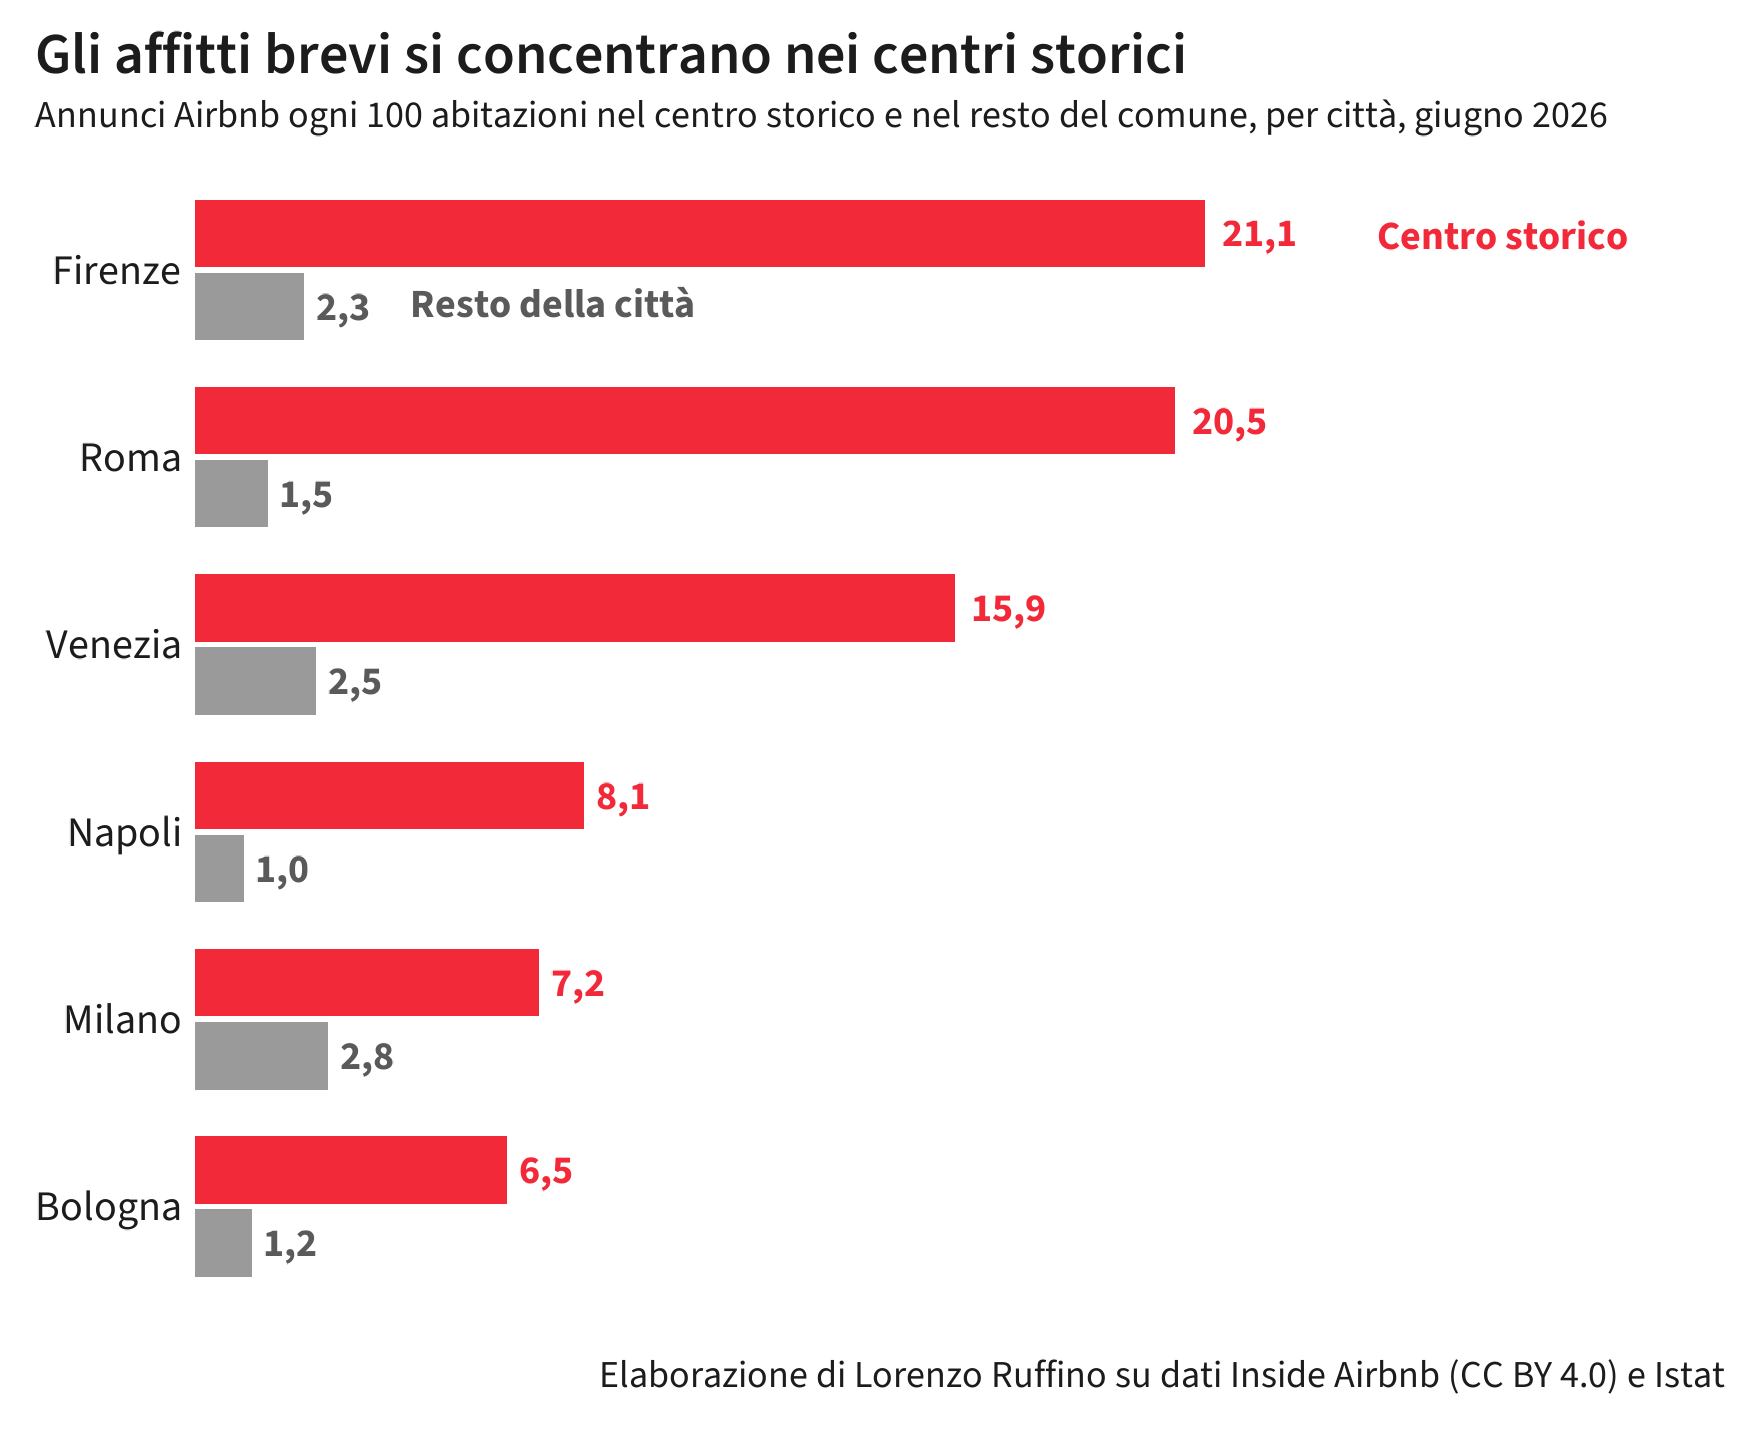 Gli affitti brevi si concentrano nei centri storici
Annunci Airbnb ogni 100 abitazioni nel centro storico e nel resto del comune, per città, giugno 2026
Firenze
21,1
Centro storico
2,3
Resto della città
Roma
20,5
1,5
Venezia
15,9
2,5
Napoli
8,1
1,0
Milano
7,2
2,8
Bologna
6,5
1,2
Elaborazione di Lorenzo Ruffino su dati Inside Airbnb (CC BY 4.0) e Istat